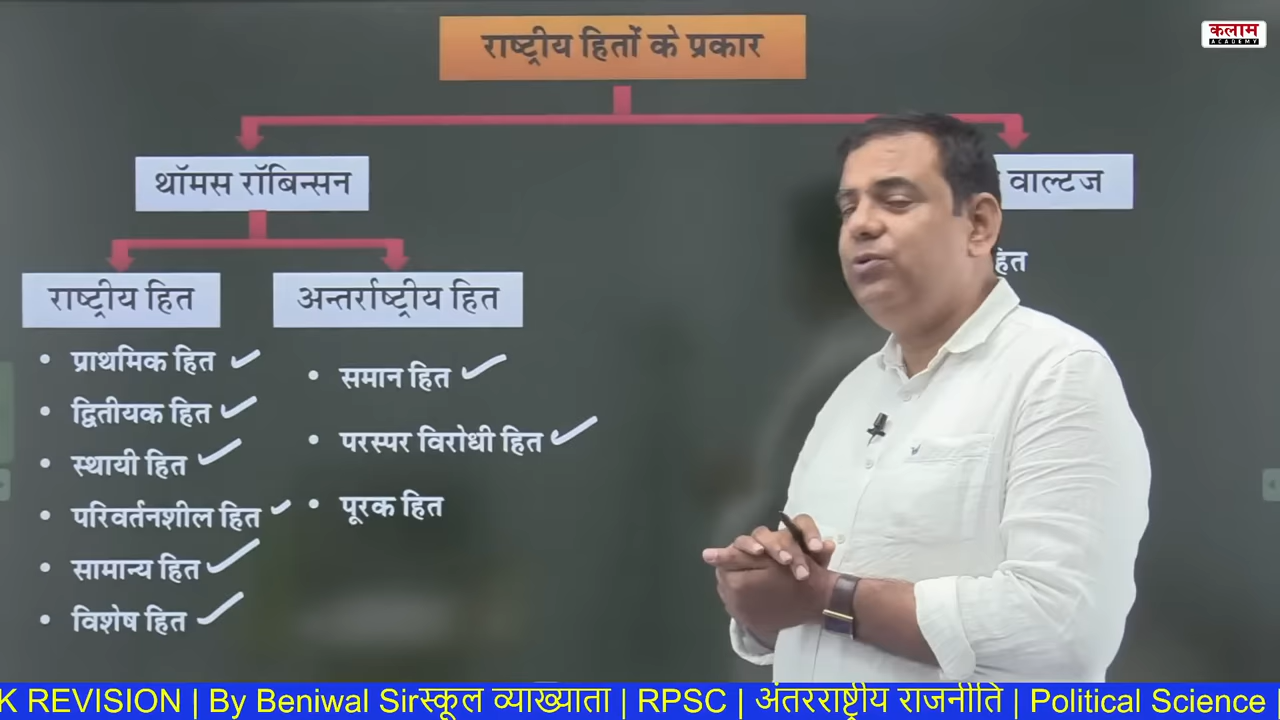 राष्ट्रीय हितों के प्रकार
कलाम
ACADEMY
थॉमस रॉबिन्सन
वाल्टज
राष्ट्रीय हित
अन्तर्राष्ट्रीय हित
• प्राथमिक हित
• द्वितीयक हित
• स्थायी हित
• परिवर्तनशील हित
• सामान्य हित
• विशेष हित
• समान हित
• परस्पर विरोधी हित
• पूरक हित
K REVISION | By Beniwal Sirस्कूल व्याख्याता | RPSC | अंतरराष्ट्रीय राजनीति | Political Science